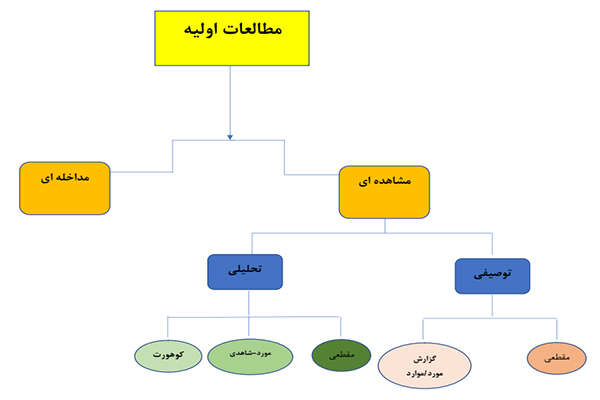 مطالعات اولیه
مشاهده ای
مداخله ای
توصیفی
تحلیلی
مقطعی
گزارش
مورد/موارد
مقطعی
مورد-شاهدی
کوهورت